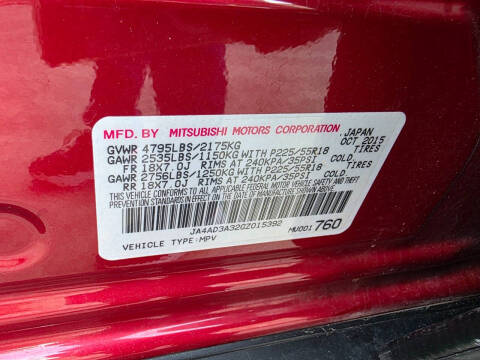 MFD. BY MITSUBISHI MOTORS CORPORATION, JAPAN
GVWR 4795LBS/2175KG OCT 2015
GAWR 2535LBS/1150KG WITH P225/55R18 TIRES
FR 18X7.0J RIMS AT 240KPA/35PSI COLD
GAWR 2756LBS/1250KG WITH P225/55R18 TIRES
RR 18X7.0J RIMS AT 240KPA/35PSI COLD.
THIS VEHICLE CONFORMS TO ALL APPLICABLE FEDERAL MOTOR VEHICLE SAFETY AND THEFT
PREVENTION STANDARDS IN EFFECT ON THE DATE OF MANUFACTURE SHOWN ABOVE.
JA4AD3A32GZ015392 MU001760
VEHICLE TYPE:MPV